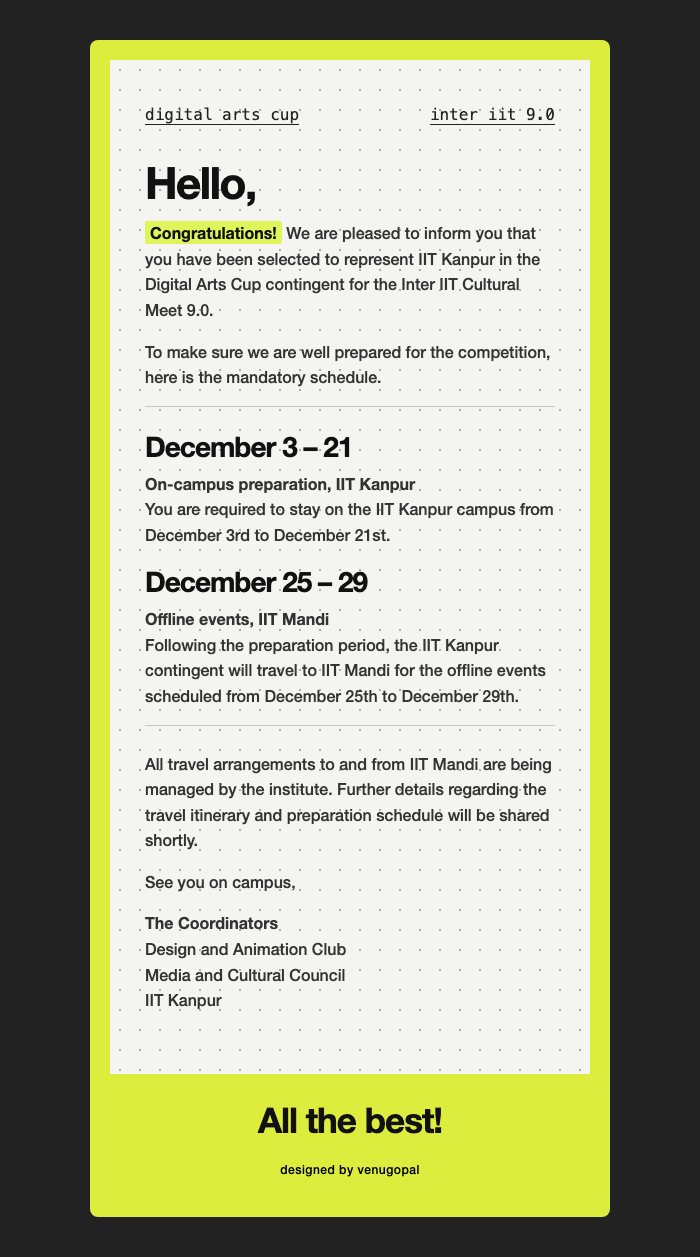 digital arts cup
inter iit 9.0
Hello,
Congratulations! We are pleased to inform you that
you have been selected to represent IIT Kanpur in the
Digital Arts Cup contingent for the Inter IIT Cultural
Meet 9.0.
To make sure we are well prepared for the competition,
here is the mandatory schedule.
December 3 – 21
On-campus preparation, IIT Kanpur
You are required to stay on the IIT Kanpur campus from
December 3rd to December 21st.
December 25 – 29
Offline events, IIT Mandi
Following the preparation period, the IIT Kanpur
contingent will travel to IIT Mandi for the offline events
scheduled from December 25th to December 29th.
All travel arrangements to and from IIT Mandi are being
managed by the institute. Further details regarding the
travel itinerary and preparation schedule will be shared
shortly.
See you on campus,
The Coordinators
Design and Animation Club
Media and Cultural Council
IIT Kanpur
All the best!
designed by venugopal